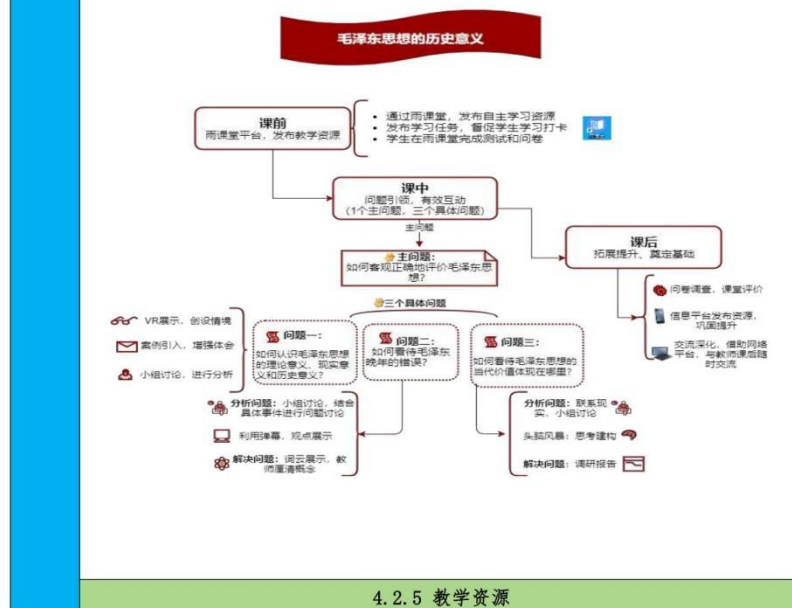 毛泽东思想的历史意义
课前
雨课堂平台，发布教学资源
• 通过雨课堂，发布自主学习资源
• 发布学习任务，督促学生学习打卡
• 学生在雨课堂完成测试和问卷
课中
问题引领，有效互动
（1个主问题，三个具体问题）
主问题
主问题：
如何客观正确地评价毛泽东思
想？
课后
拓展提升、奠定基础
问卷调查，课堂评价
信息平台发布资源，
巩固提升
交流深化，借助网络
平台，与教师课后随
时交流
三个具体问题
VR展示，创设情境
案例引入，增强体会
小组讨论，进行分析
问题一：
如何认识毛泽东思想
的理论意义、现实意
义和历史意义？
问题二：
如何看待毛泽东
晚年的错误？
问题三：
如何看待毛泽东思想的
当代价值体现在哪里？
分析问题：小组讨论，结合
具体事件进行问题讨论
利用弹幕，观点展示
解决问题：词云展示，教
师厘清概念
分析问题：联系现
实、小组讨论
头脑风暴：思考建构
解决问题：调研报告
4.2.5 教学资源